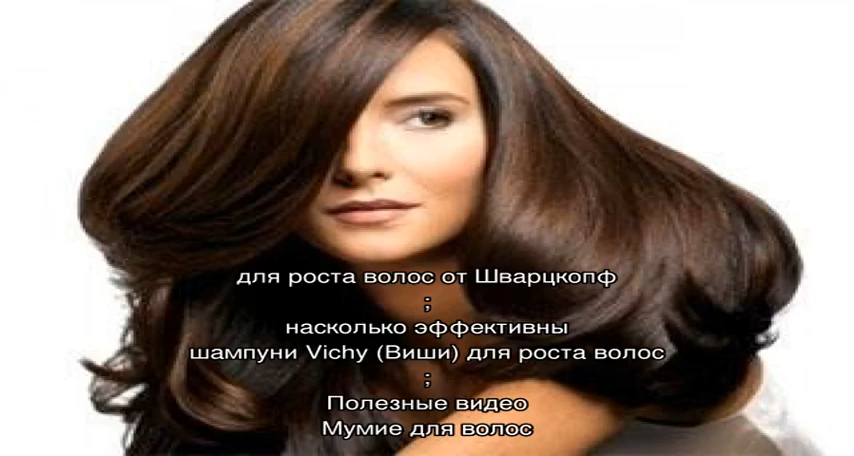 для роста волос от Шварцкопф
;
насколько эффективны
шампуни Vichy (Виши) для роста волос
;
Полезные видео
Мумие для волос